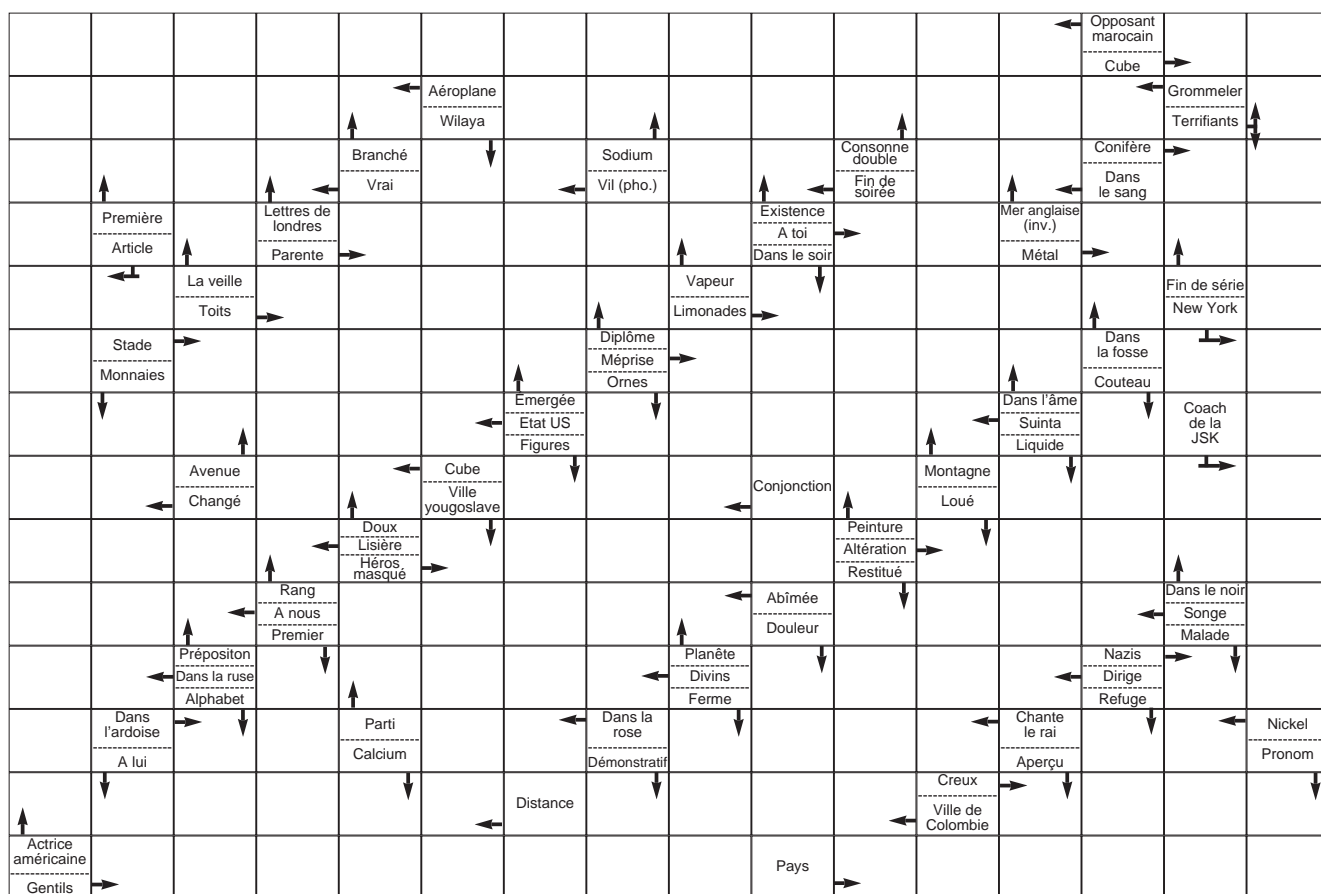 Opposant
marocain
Cube
Aéroplane
Wilaya
Grommeler
Terrifiants
Branché
Vrai
Sodium
Vil (pho.)
Consonne
double
Fin de
soirée
Conifère
Dans
le sang
Première
Article
Lettres de
londres
Parente
Existence
A toi
Dans le soir
Mer anglaise
(inv.)
Métal
La veille
Toits
Vapeur
Limonades
Fin de série
New York
Stade
Monnaies
Diplôme
Méprise
Ornes
Dans
la fosse
Couteau
Emergée
Etat US
Figures
Dans l'âme
Suinta
Liquide
Coach
de la
JSK
Avenue
Changé
Cube
Ville
yougoslave
Conjonction
Montagne
Loué
Doux
Lisière
Héros
masqué
Peinture
Altération
Restitué
Rang
A nous
Premier
Abîmée
Douleur
Dans le noir
Songe
Malade
Prépositon
Dans la ruse
Alphabet
Planête
Divins
Ferme
Nazis
Dirige
Refuge
Dans
l'ardoise
A lui
Parti
Calcium
Dans la
rose
Démonstratif
Chante
le rai
Aperçu
Nickel
Pronom
Distance
Creux
Ville de
Colombie
Actrice
américaine
Gentils
Pays